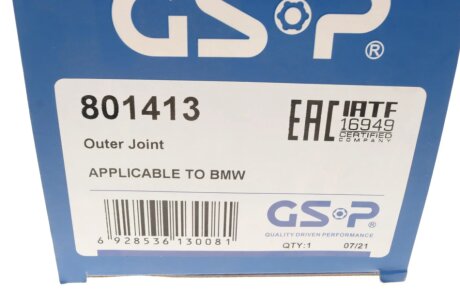 GSP®
801413
EAC IATF
16949
CERTIFIED
COMPANY
Outer Joint
APPLICABLE TO BMW
6 928536 130081
GSP
QUALITY DRIVEN PERFORMANCE
QTY:1 07/21